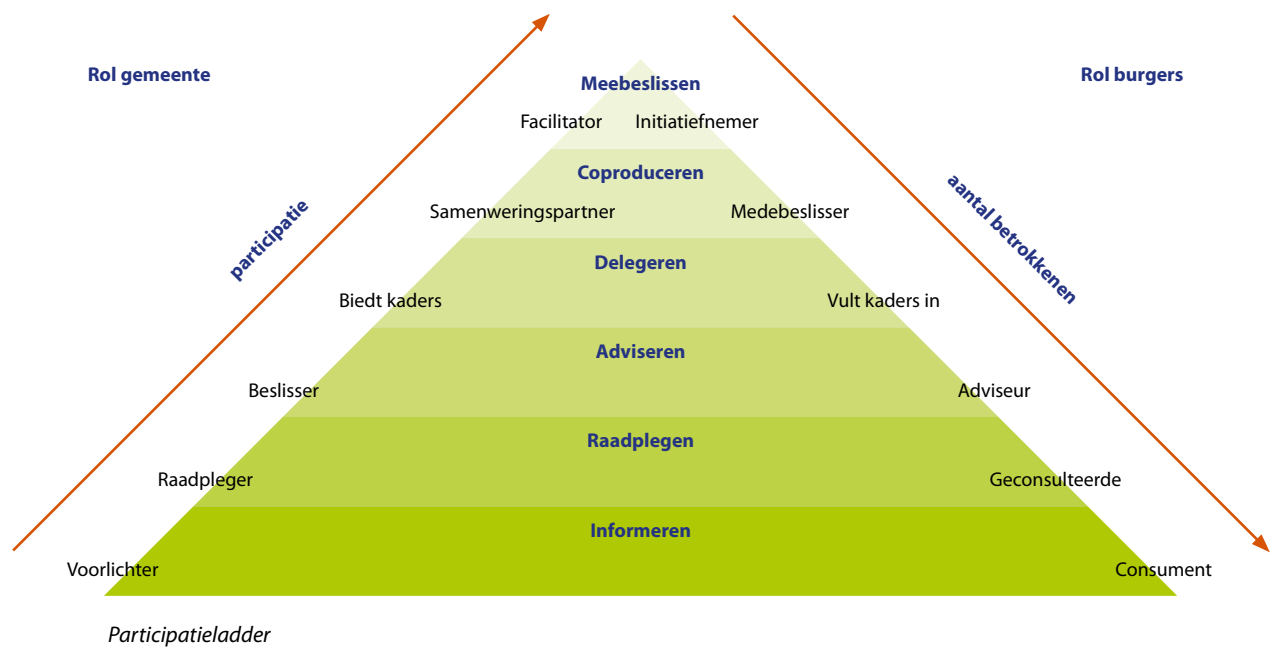 Rol gemeente
Rol burgers
Meebeslissen
Facilitator Initiatiefnemer
Coproduceren
participatie
aantal betrokkenen
Samenweringspartner Medebeslisser
Delegeren
Biedt kaders Vult kaders in
Adviseren
Beslisser Adviseur
Raadplegen
Raadpleger Geconsulteerde
Informeren
Voorlichter Consument
Participatieladder